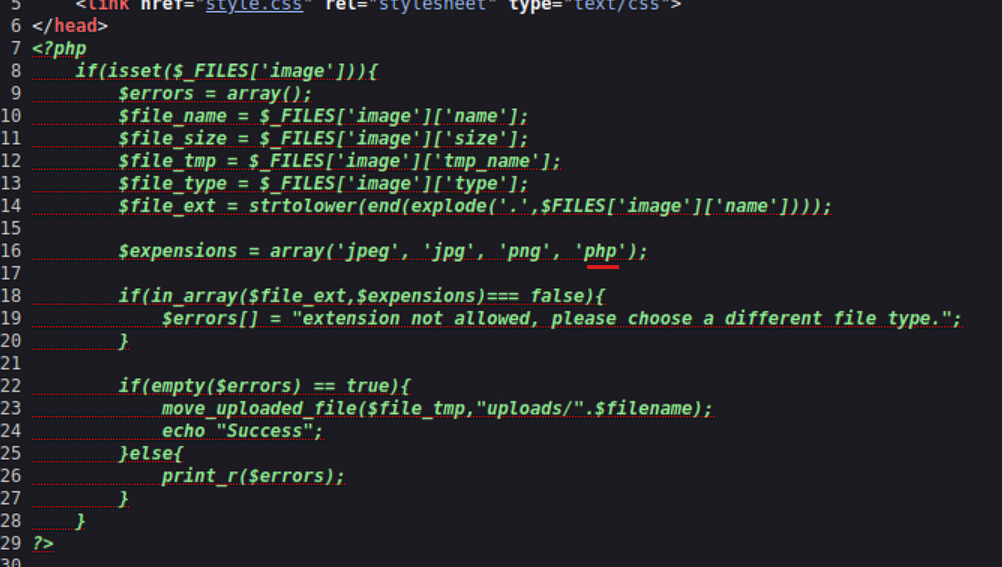 5 <link href="style.css" rel="stylesheet" type="text/css">
6 </head>
7 <?php
8 if(isset($_FILES['image'])){
9 $errors = array();
10 $file_name = $_FILES['image']['name'];
11 $file_size = $_FILES['image']['size'];
12 $file_tmp = $_FILES['image']['tmp_name'];
13 $file_type = $_FILES['image']['type'];
14 $file_ext = strtolower(end(explode('.',$FILES['image']['name'])));
15
16 $expensions = array('jpeg', 'jpg', 'png', 'php');
17
18 if(in_array($file_ext,$expensions)=== false){
19 $errors[] = "extension not allowed, please choose a different file type.";
20 }
21
22 if(empty($errors) == true){
23 move_uploaded_file($file_tmp,"uploads/".$filename);
24 echo "Success";
25 }else{
26 print_r($errors);
27 }
28 }
29 ?>
30